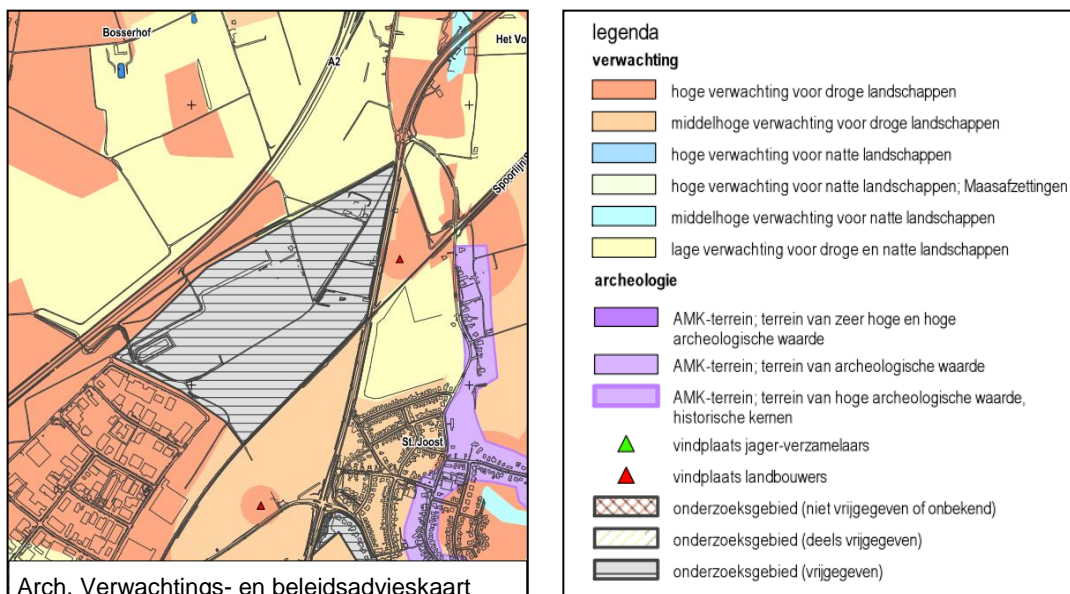 Bosserhof
A2
Het Vo
Spoorlijn
St. Joost
Arch. Verwachtings- en beleidsadvieskaart
legenda
verwachting
hoge verwachting voor droge landschappen
middelhoge verwachting voor droge landschappen
hoge verwachting voor natte landschappen
hoge verwachting voor natte landschappen; Maasafzettingen
middelhoge verwachting voor natte landschappen
lage verwachting voor droge en natte landschappen
archeologie
AMK-terrein; terrein van zeer hoge en hoge
archeologische waarde
AMK-terrein; terrein van archeologische waarde
AMK-terrein; terrein van hoge archeologische waarde,
historische kernen
vindplaats jager-verzamelaars
vindplaats landbouwers
onderzoeksgebied (niet vrijgegeven of onbekend)
onderzoeksgebied (deels vrijgegeven)
onderzoeksgebied (vrijgegeven)